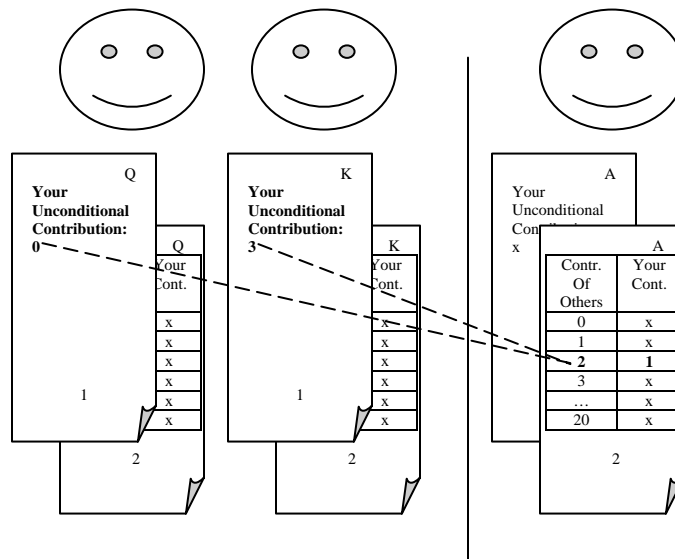 Q
Your
Unconditional
Contribution:
0
1
Q
Your
Cont.
x
x
x
x
x
x
2
K
Your
Unconditional
Contribution:
3
1
K
Your
Cont.
x
x
x
x
x
x
2
A
Your
Unconditional
x
A
Contr. Your
Of Cont.
Others
0 x
1 x
2 1
3 x
… x
20 x
2